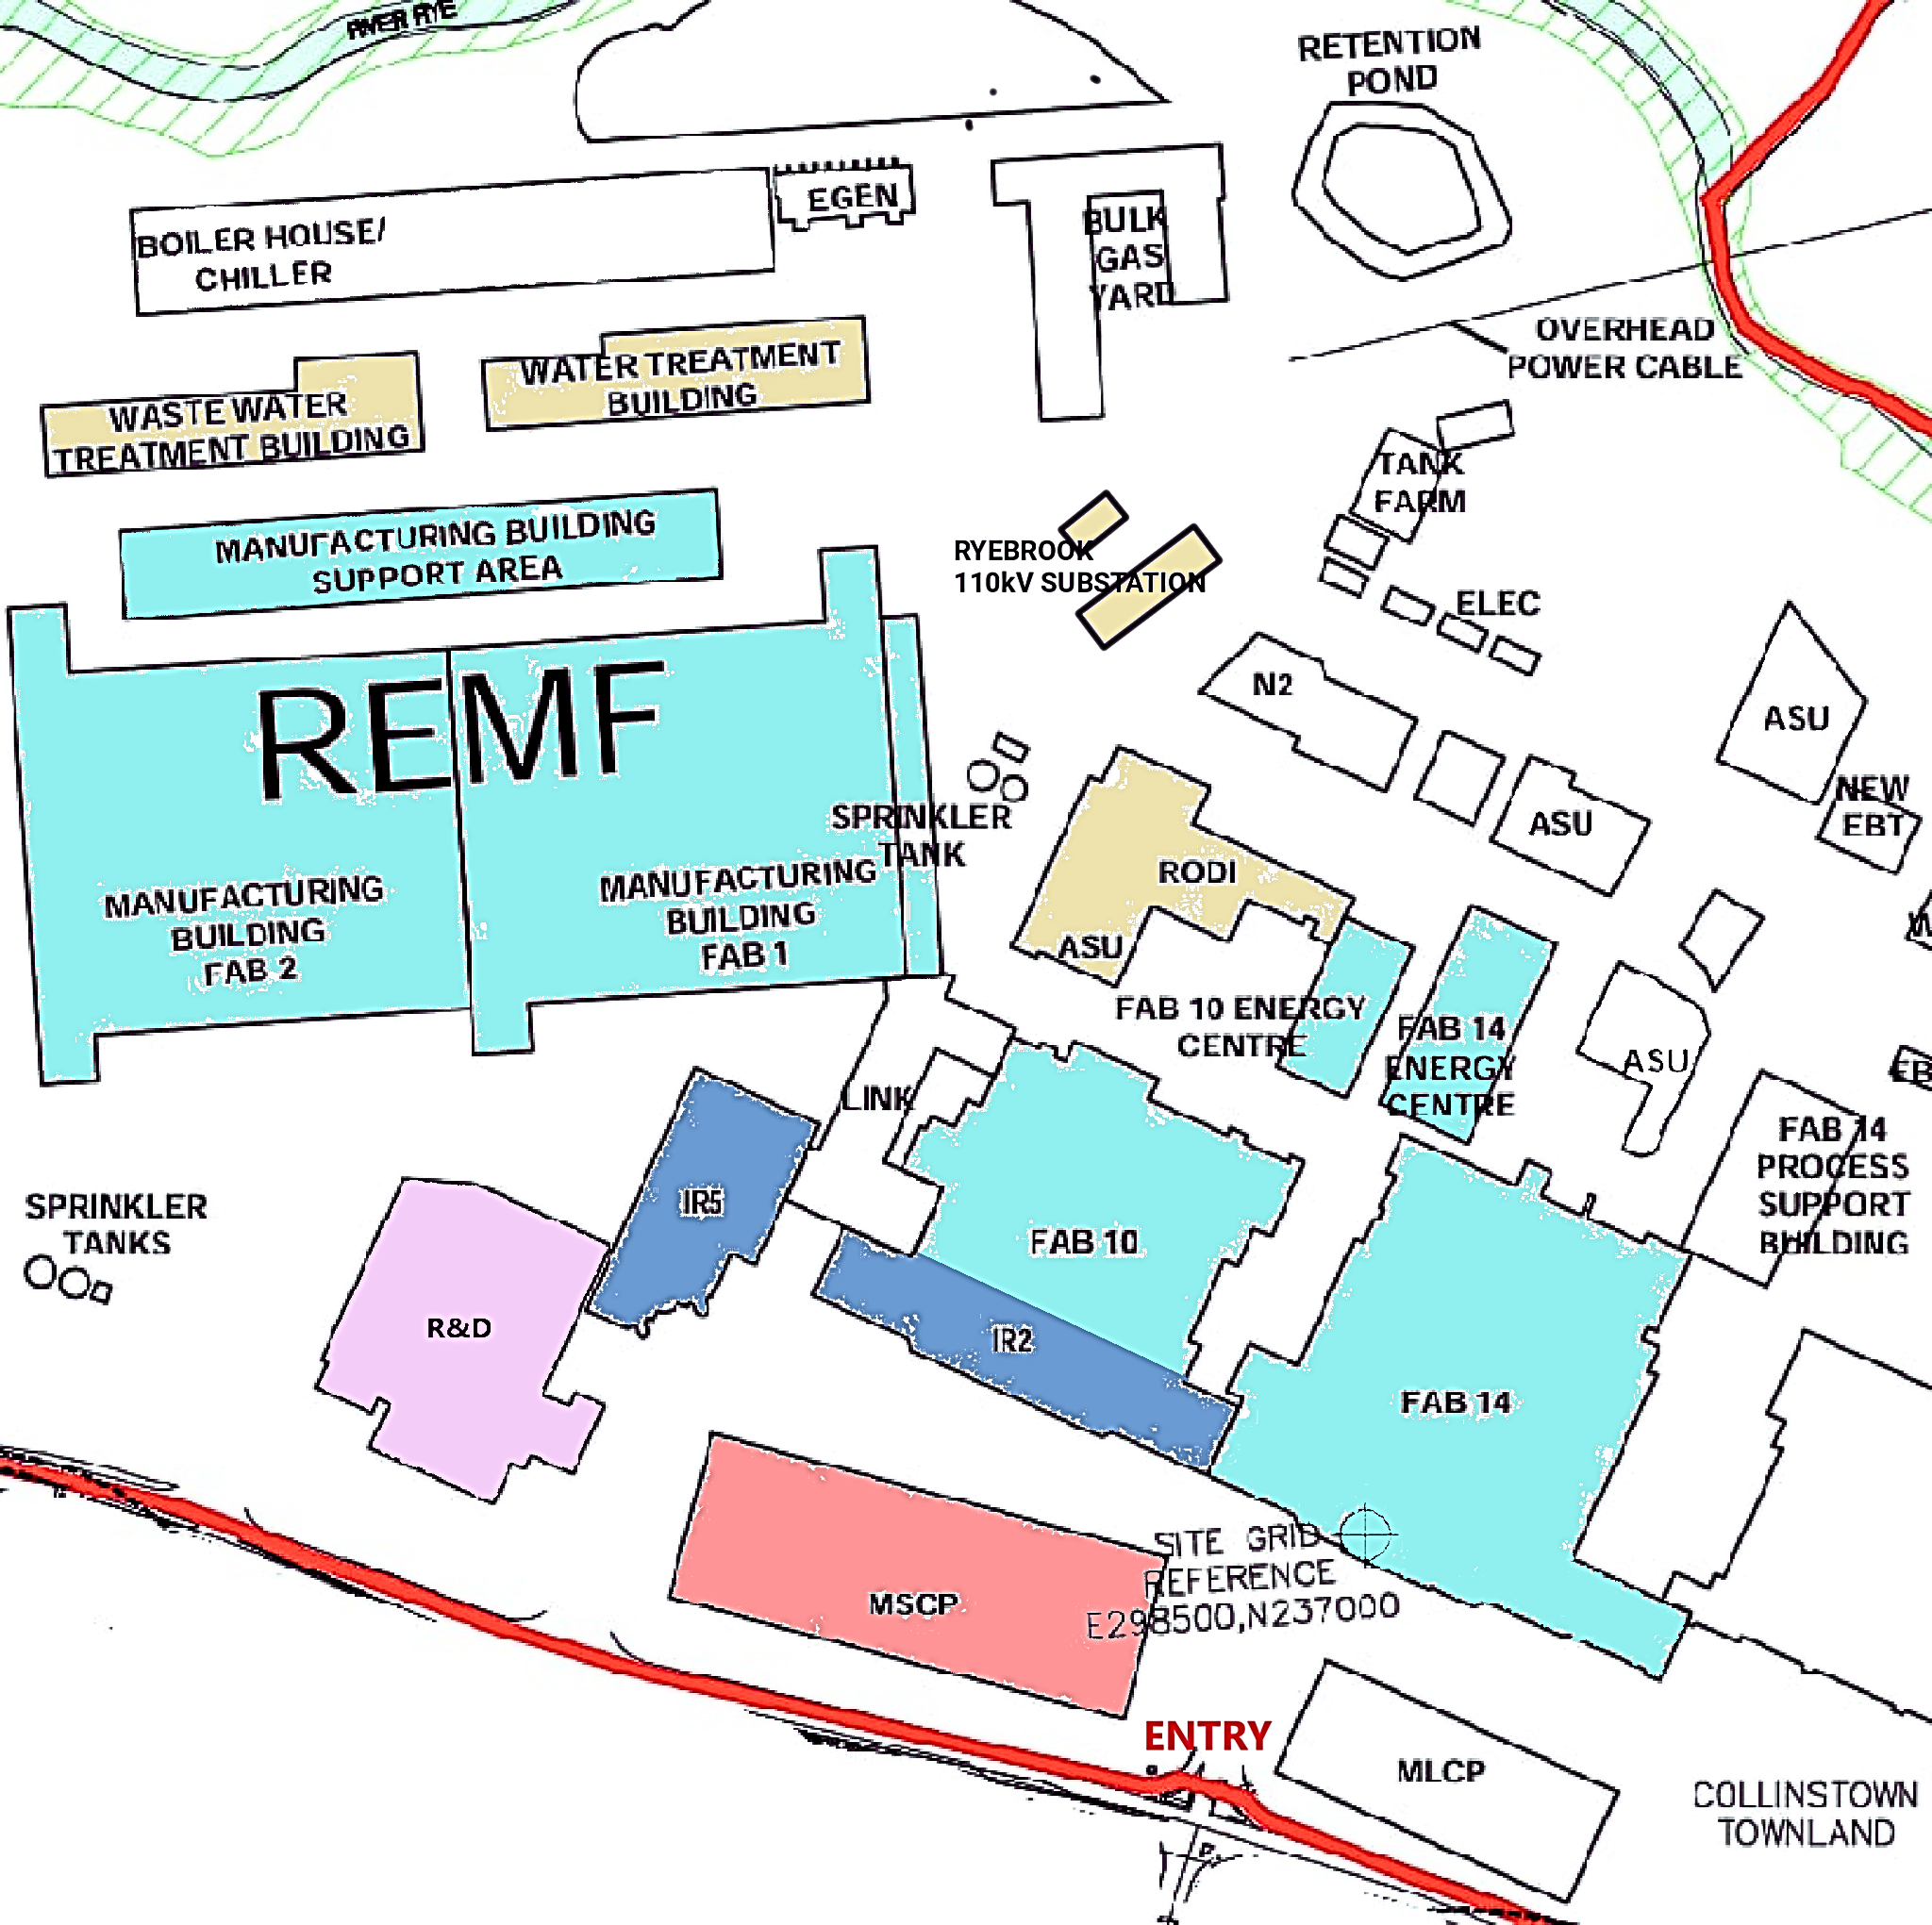 RIVER RYE
RETENTION
POND
EGEN
BOILER HOUSE/
CHILLER
BULK
GAS
YARD
OVERHEAD
POWER CABLE
WATER TREATMENT
BUILDING
WASTE WATER
TREATMENT BUILDING
TANK
FARM
MANUFACTURING BUILDING
SUPPORT AREA
RYEBROOK
110kV SUBSTATION
ELEC
N2
ASU
REMF
NEW
EBT
ASU
SPRINKLER
TANK
RODI
ASU
MANUFACTURING
BUILDING
FAB 2
MANUFACTURING
BUILDING
FAB 1
FAB 10 ENERGY
CENTRE
FAB 14
ENERGY
CENTRE
ASU
LINK
FAB 14
PROCESS
SUPPORT
BUILDING
SPRINKLER
TANKS
IR5
FAB 10
R&D
IR2
FAB 14
SITE GRID
REFERENCE
E298500,N237000
MSCP
ENTRY
MLCP
COLLINSTOWN
TOWNLAND